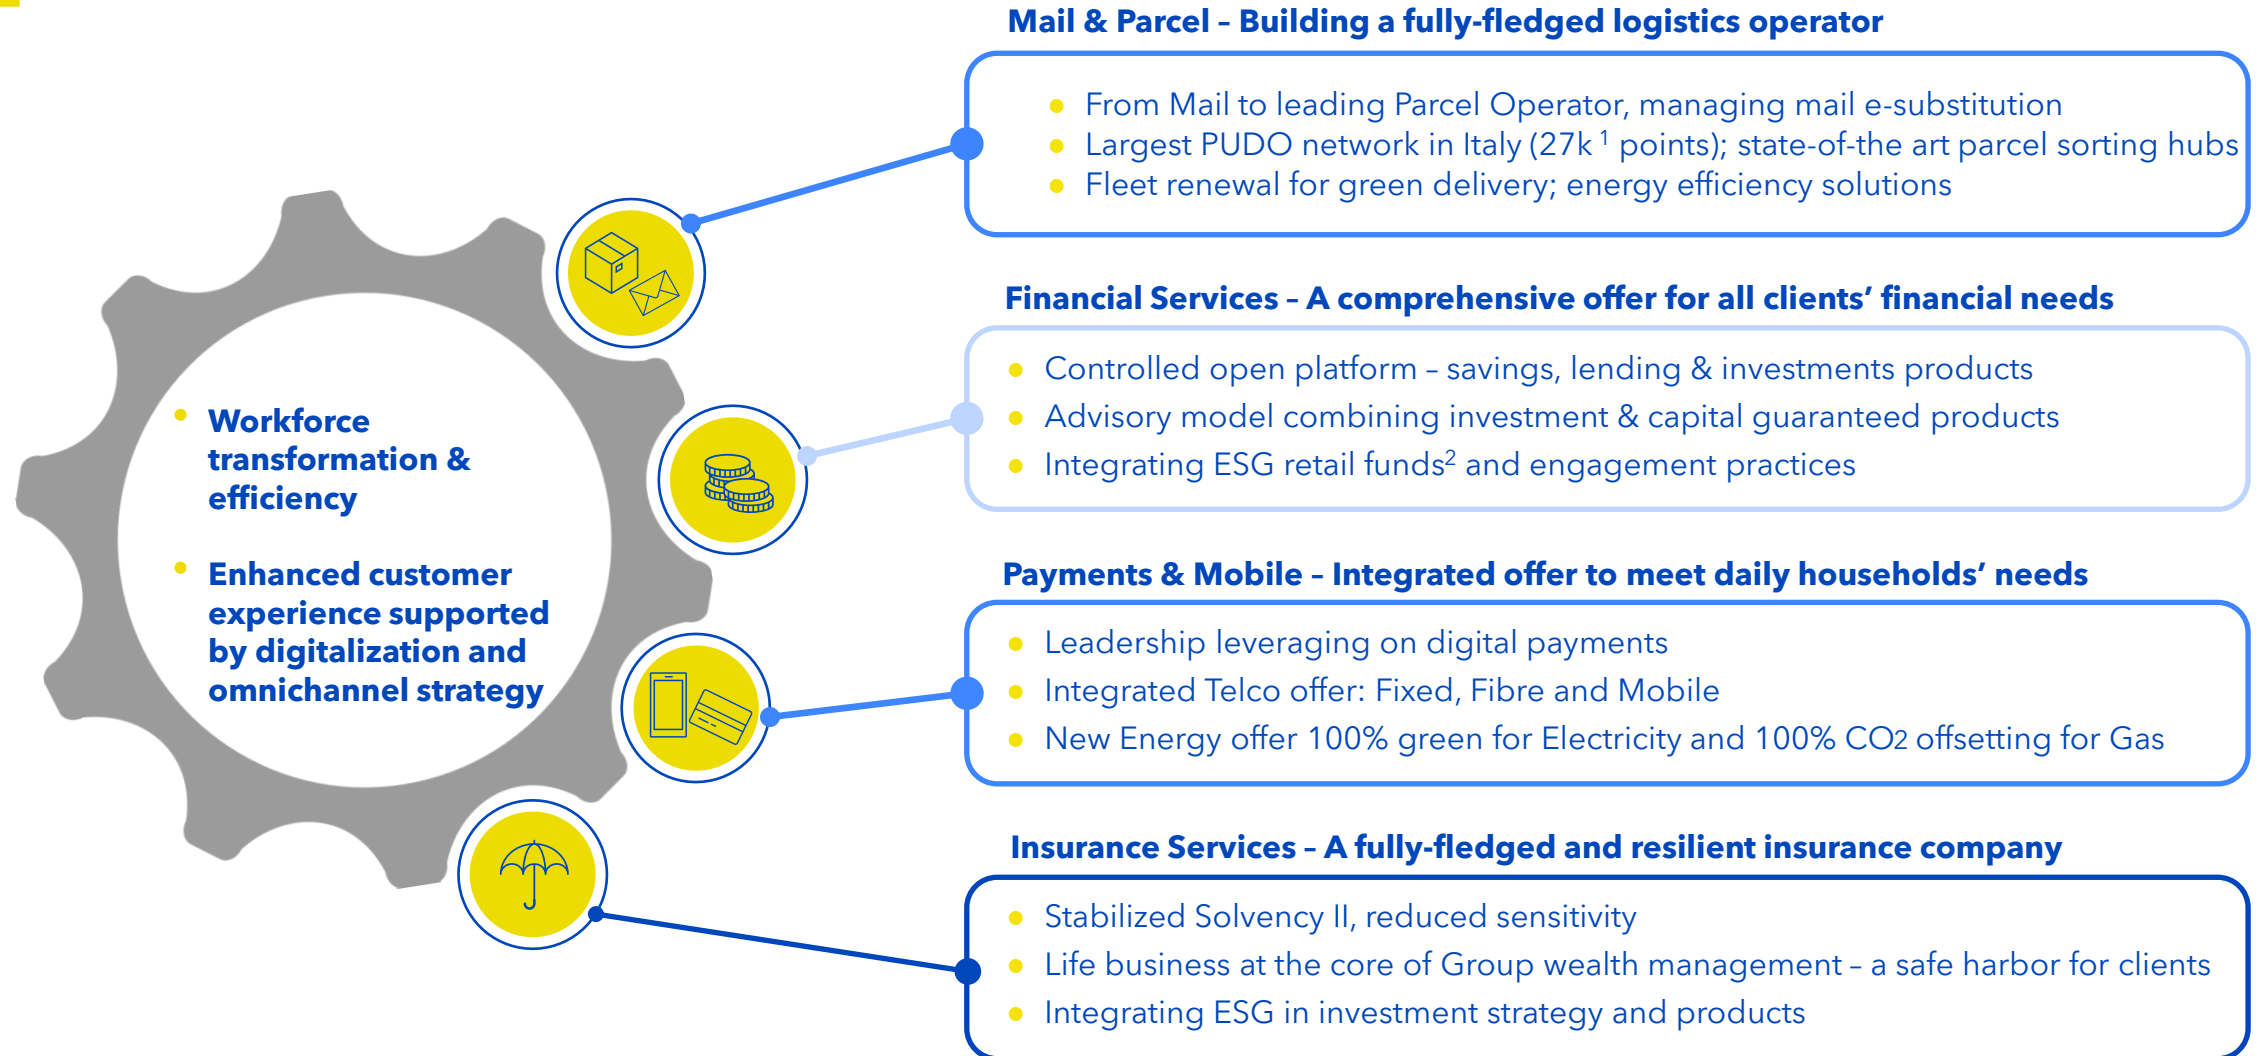 Mail & Parcel – Building a fully-fledged logistics operator
From Mail to leading Parcel Operator, managing mail e-substitution
Largest PUDO network in Italy (27k ¹ points); state-of-the art parcel sorting hubs
Fleet renewal for green delivery; energy efficiency solutions
Financial Services – A comprehensive offer for all clients’ financial needs
Controlled open platform – savings, lending & investments products
Advisory model combining investment & capital guaranteed products
Integrating ESG retail funds² and engagement practices
Workforce
transformation &
efficiency
Enhanced customer
experience supported
by digitalization and
omnichannel strategy
Payments & Mobile – Integrated offer to meet daily households’ needs
Leadership leveraging on digital payments
Integrated Telco offer: Fixed, Fibre and Mobile
New Energy offer 100% green for Electricity and 100% CO2 offsetting for Gas
Insurance Services – A fully-fledged and resilient insurance company
Stabilized Solvency II, reduced sensitivity
Life business at the core of Group wealth management – a safe harbor for clients
Integrating ESG in investment strategy and products